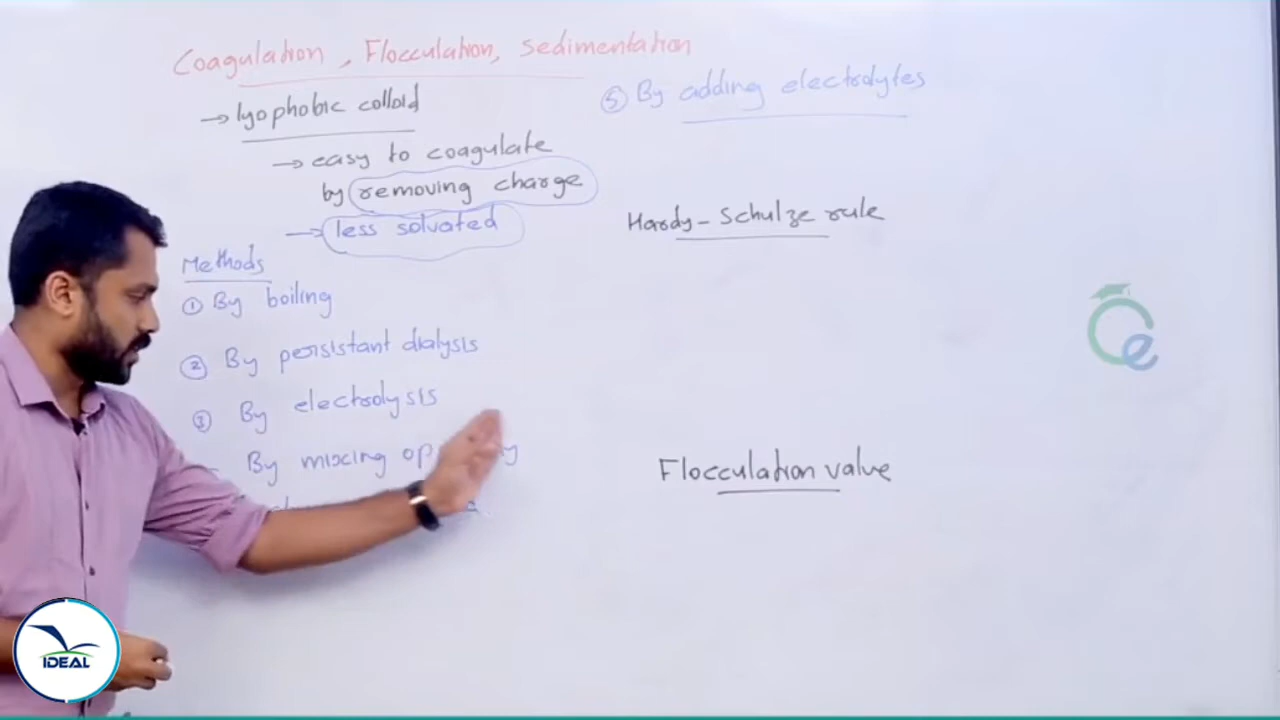 Coagulation, Flocculation, Sedimentation
→ lyophobic colloid
→ easy to coagulate
by removing charge
→ less solvated
Methods
① By boiling
② By persistant dialysis
③ By electrolysis
By mixing
⑤ By adding electrolytes
Hardy-Schulze rule
Flocculation value
IDEAL